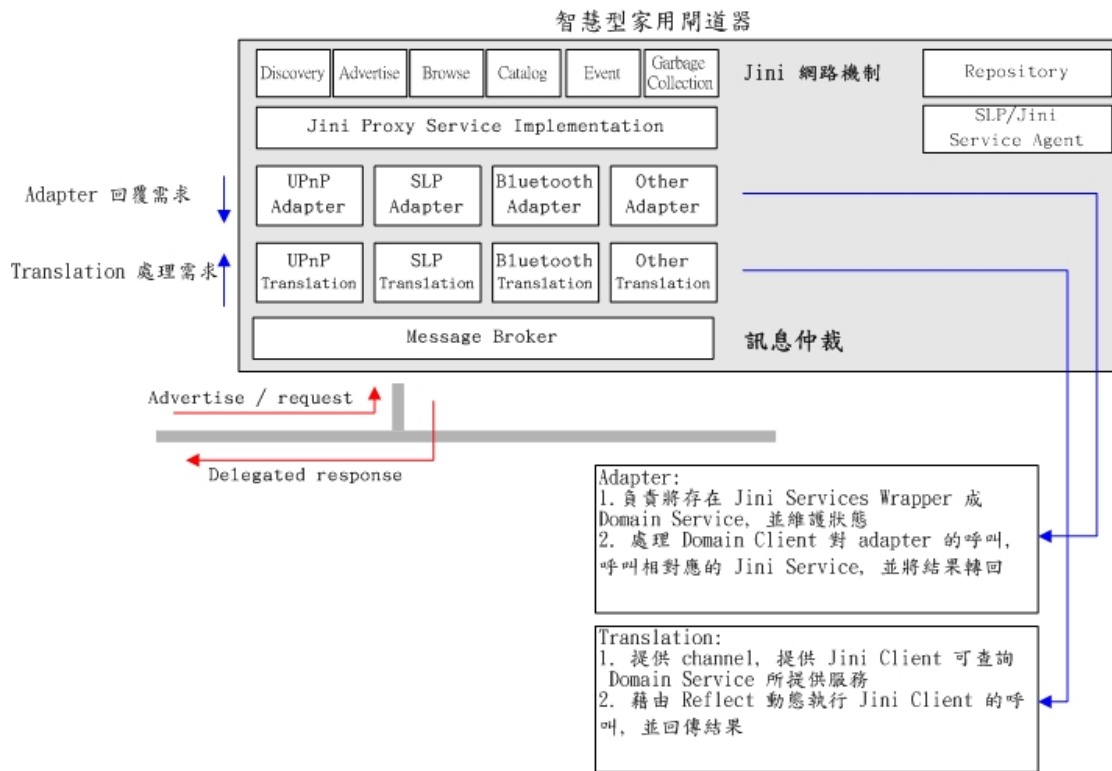 智慧型家用閘道器
Discovery
Advertise
Browse
Catalog
Event
Garbage
Collection
Jini 網路機制
Repository
Jini Proxy Service Implementation
SLP/Jini
Service Agent
Adapter 回覆需求
UPnP
Adapter
SLP
Adapter
Bluetooth
Adapter
Other
Adapter
Translation 處理需求
UPnP
Translation
SLP
Translation
Bluetooth
Translation
Other
Translation
Message Broker
訊息仲裁
Advertise / request
Delegated response
Adapter:
1.負責將存在 Jini Services Wrapper 成
Domain Service, 並維護狀態
2. 處理 Domain Client 對 adapter 的呼叫,
呼叫相對應的 Jini Service, 並將結果轉回
Translation:
1. 提供 channel, 提供 Jini Client 可查詢
Domain Service 所提供服務
2. 藉由 Reflect 動態執行 Jini Client 的呼
叫, 並回傳結果